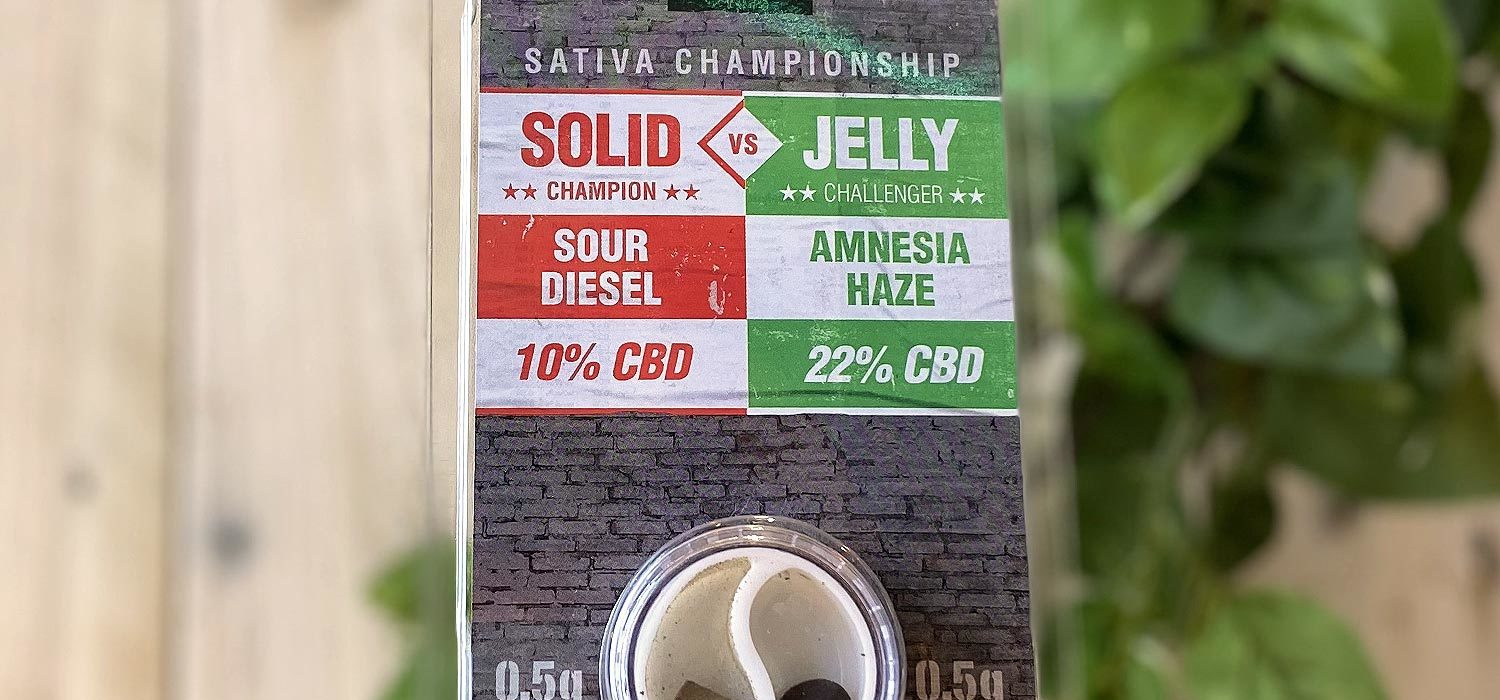 SATIVA CHAMPIONSHIP
SOLID VS JELLY
★★ CHAMPION ★★ ★★ CHALLENGER ★★
SOUR AMNESIA
DIESEL HAZE
10% CBD 22% CBD
0.5g 0.5g